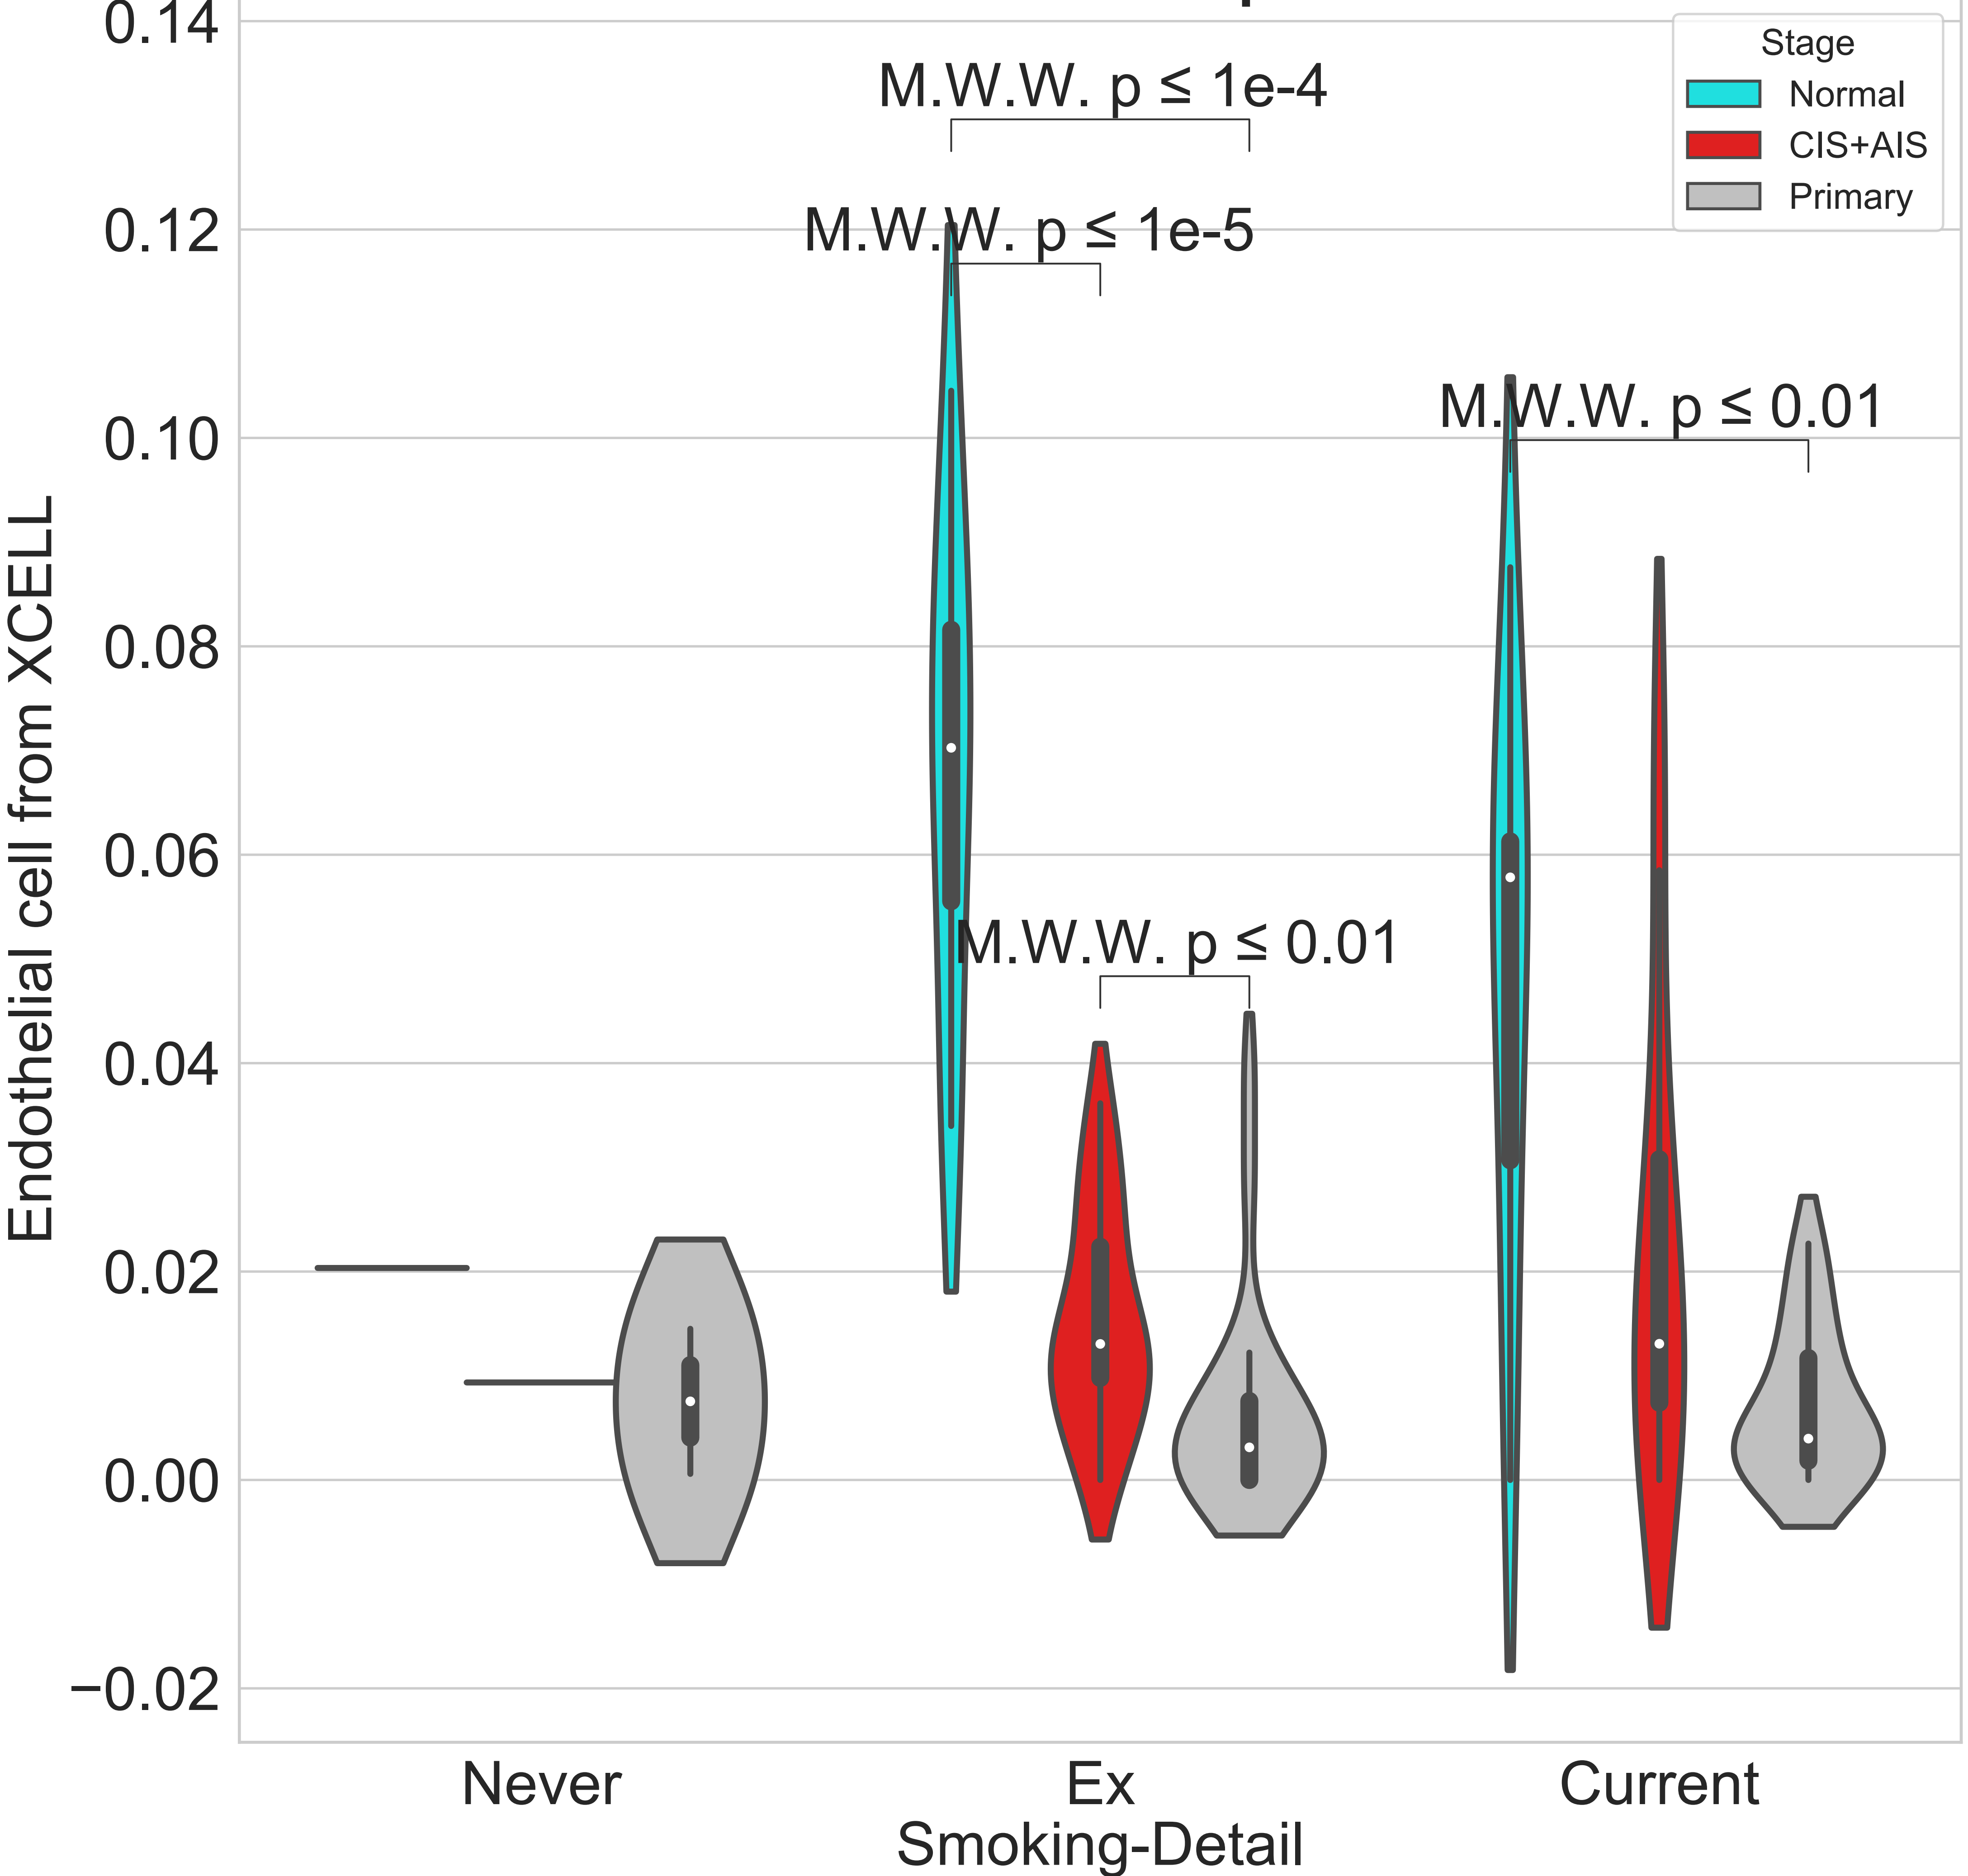 0.14
0.12
0.10
0.08
0.06
0.04
0.02
0.00
−0.02
Endothelial cell from XCELL
M.W.W. p ≤ 1e-4
M.W.W. p ≤ 1e-5
M.W.W. p ≤ 0.01
M.W.W. p ≤ 0.01
Stage
Normal
CIS+AIS
Primary
Never
Ex
Current
Smoking-Detail